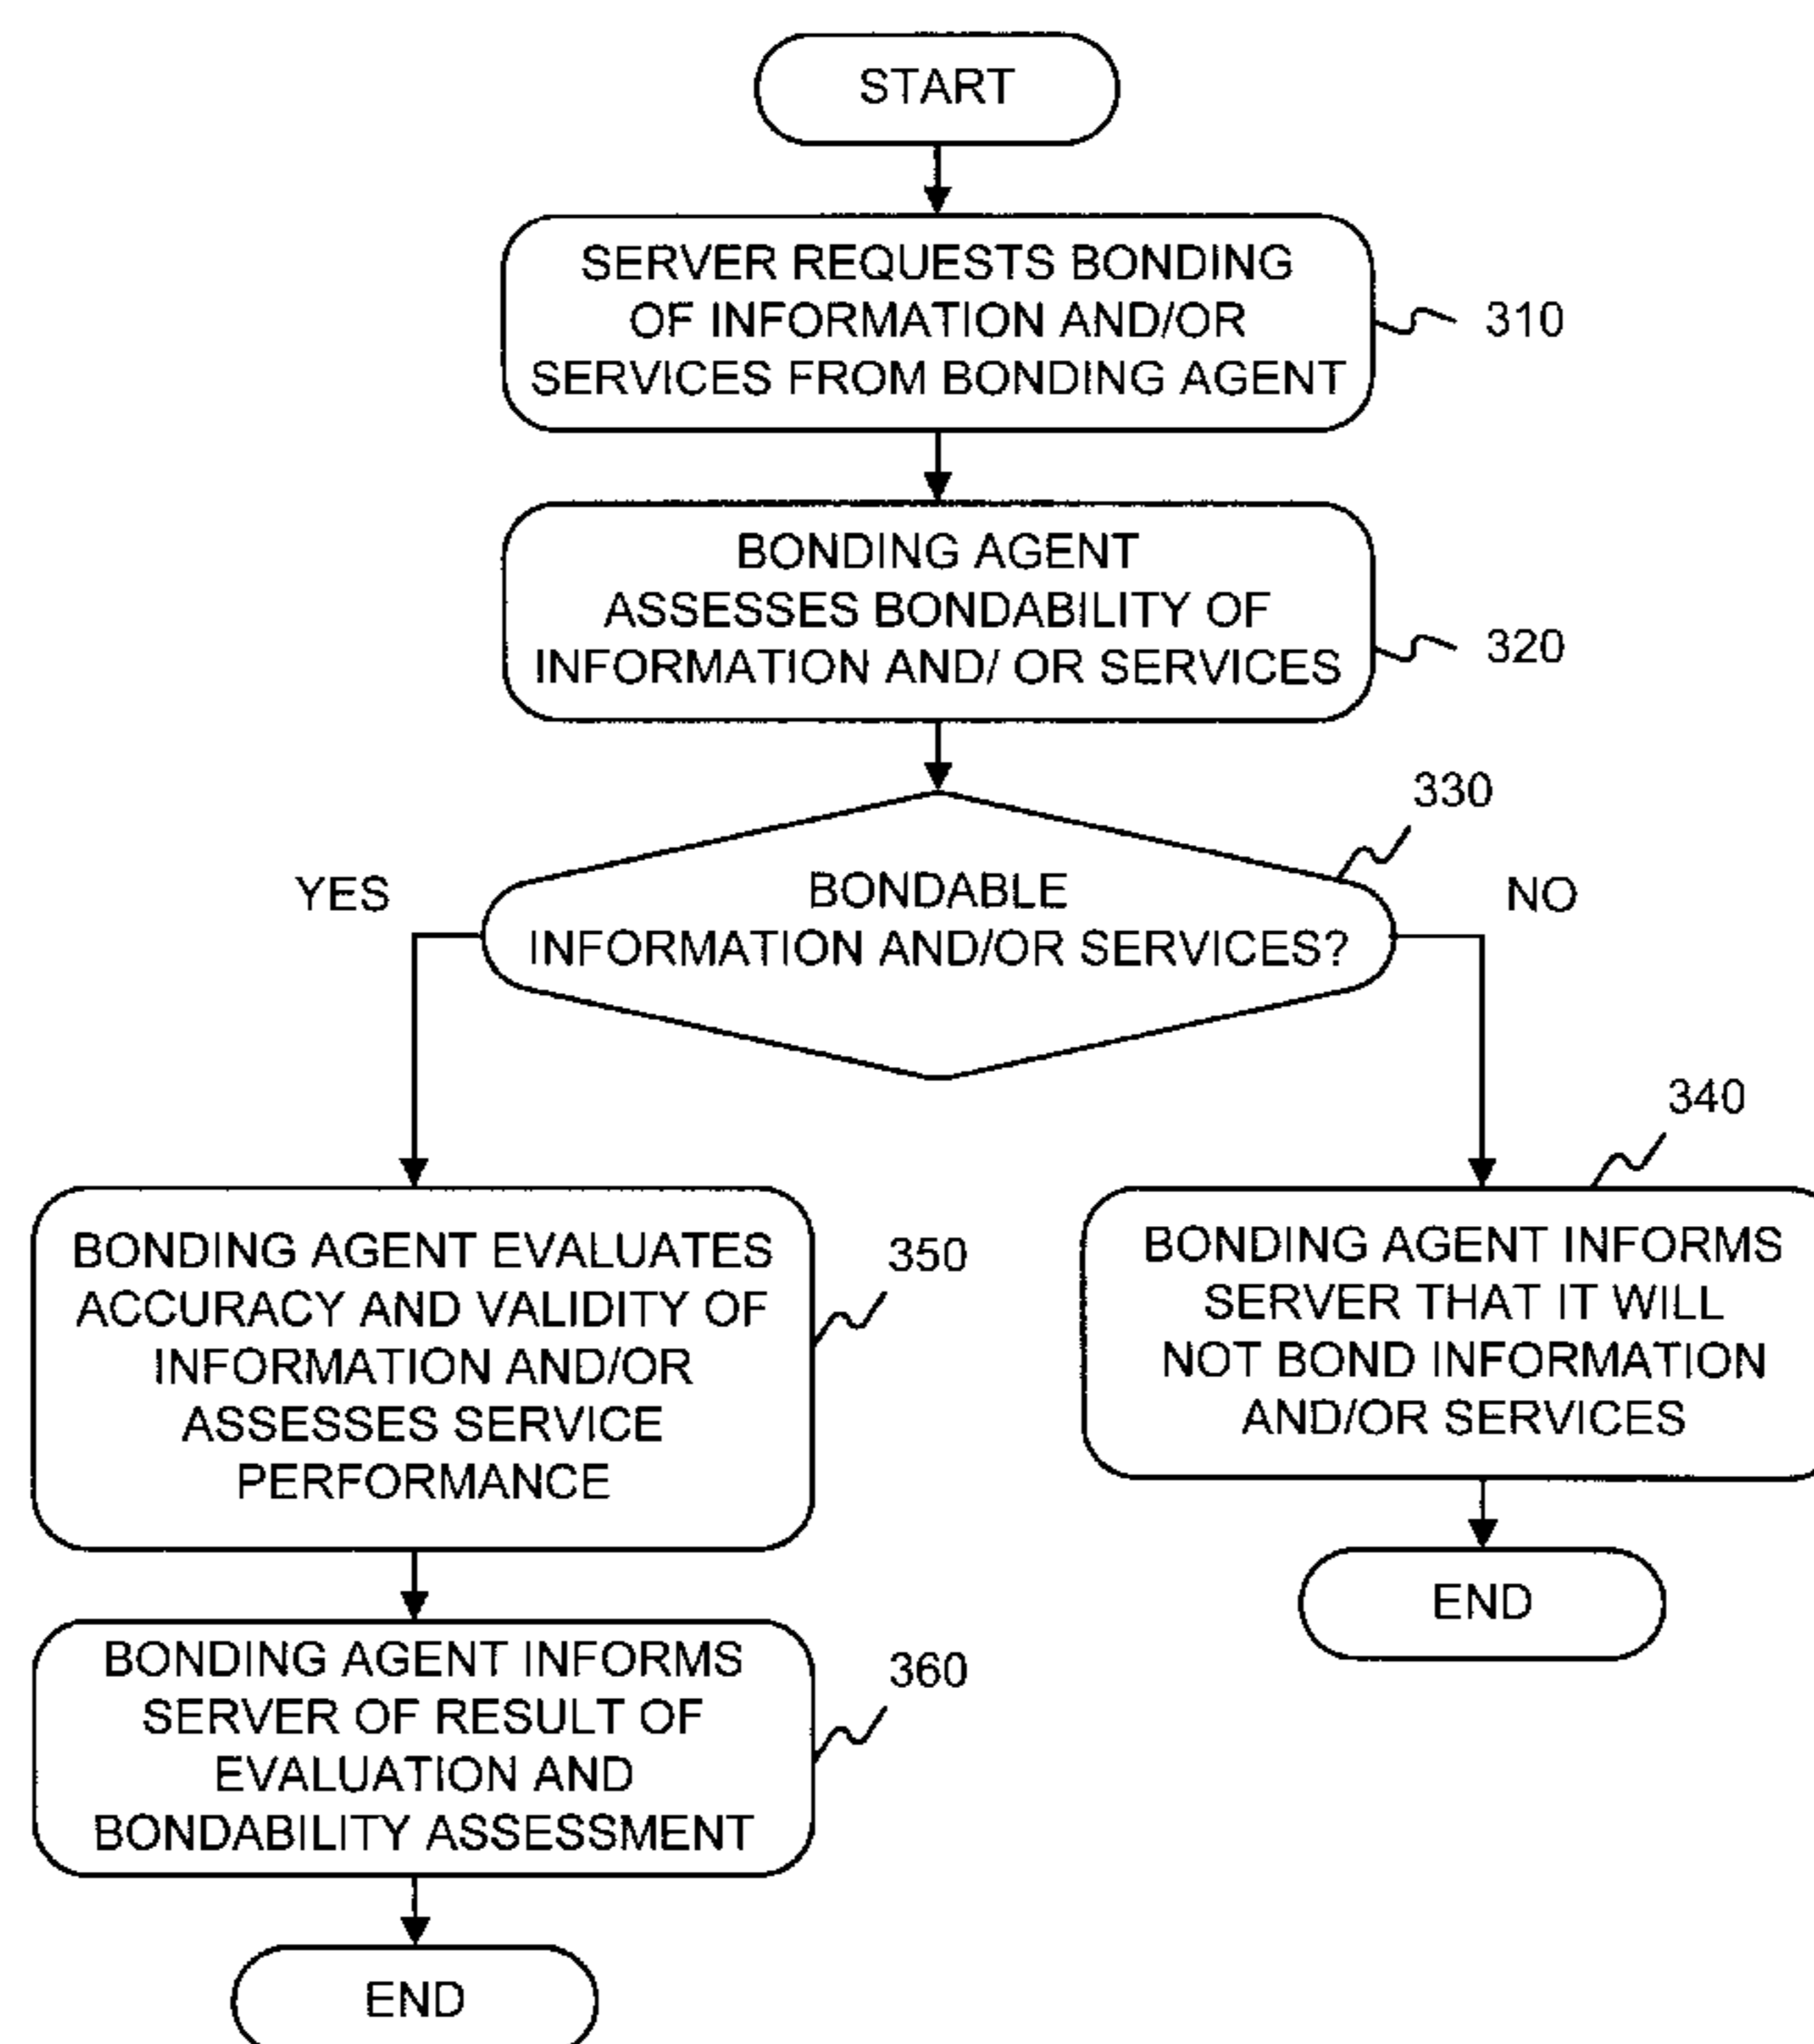 START
SERVER REQUESTS BONDING
OF INFORMATION AND/OR
SERVICES FROM BONDING AGENT
310
BONDING AGENT
ASSESSES BONDABILITY OF
INFORMATION AND/ OR SERVICES
320
330
YES
BONDABLE
INFORMATION AND/OR SERVICES?
NO
340
BONDING AGENT EVALUATES
ACCURACY AND VALIDITY OF
INFORMATION AND/OR
ASSESSES SERVICE
PERFORMANCE
350
BONDING AGENT INFORMS
SERVER THAT IT WILL
NOT BOND INFORMATION
AND/OR SERVICES
END
BONDING AGENT INFORMS
SERVER OF RESULT OF
EVALUATION AND
BONDABILITY ASSESSMENT
360
END